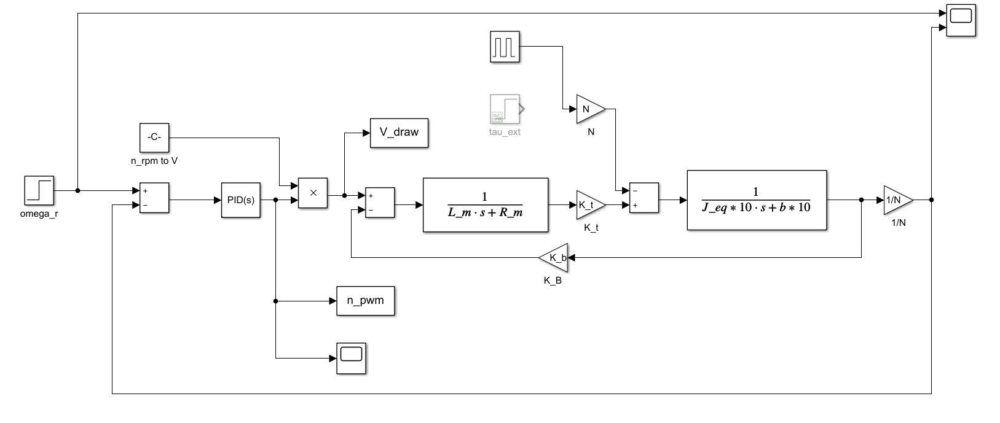 N
tau_ext
N
V_draw
-C-
n_rpm to V
omega_r
+
−
PID(s)
×
+
−
1
L_m · s + R_m
K_t
K_t
−
+
1
J_eq * 10 · s + b * 10
1/N
1/N
K_b
K_B
n_pwm
%